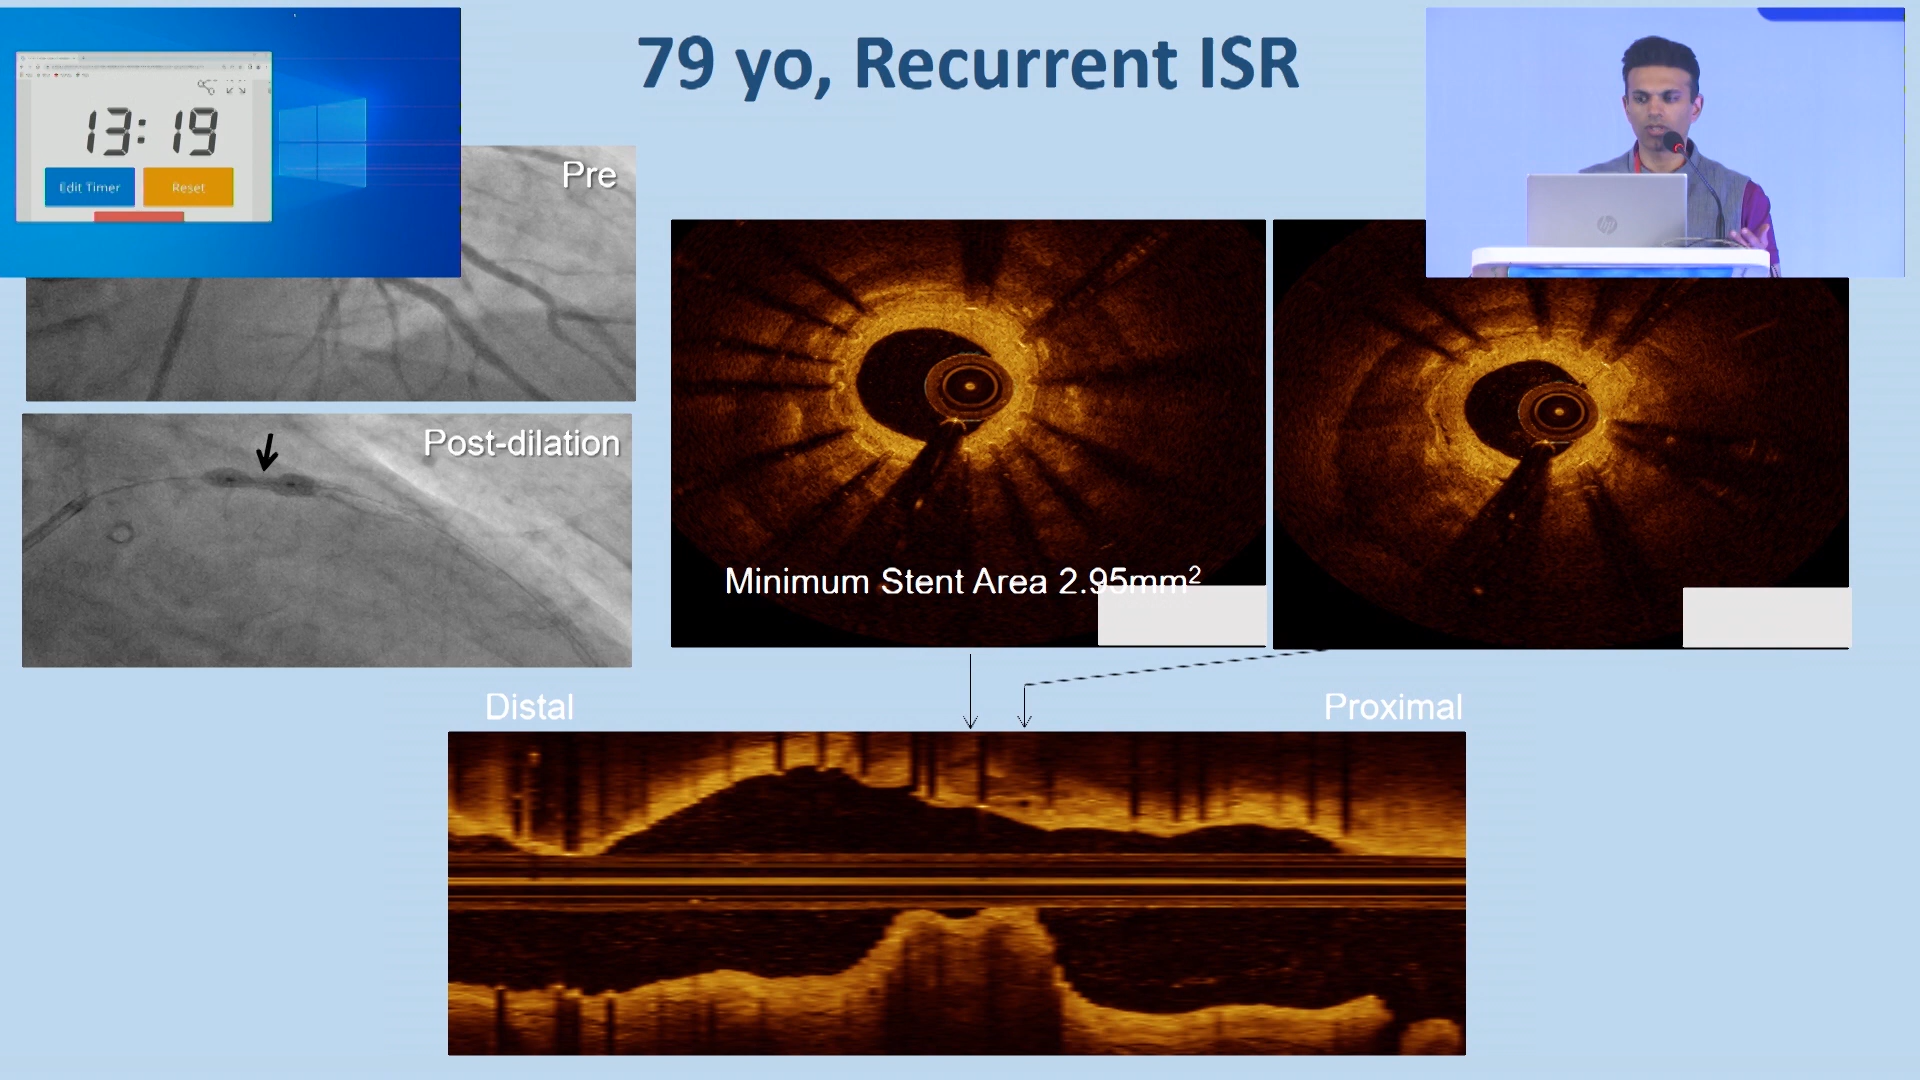 79 yo, Recurrent ISR
13:19
Edit Timer
Reset
Pre
Post-dilation
Minimum Stent Area 2.95mm²
Distal
Proximal
hp